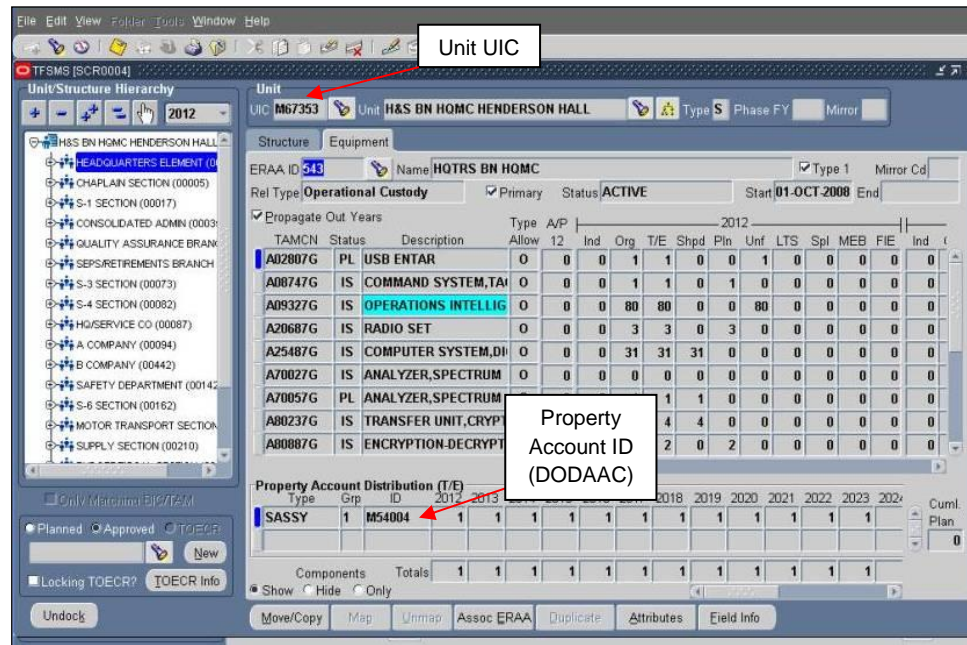 File Edit View Folder Tools Window Help
Unit UIC
TFSMS [SCR0004]
Unit/Structure Hierarchy
2012
H&S BN HQMC HENDERSON HALL
HEADQUARTERS ELEMENT (0
CHAPLAIN SECTION (00005)
S-1 SECTION (00017)
CONSOLIDATED ADMIN (0003
QUALITY ASSURANCE BRAN
SEPS/RETIREMENTS BRANCH
S-3 SECTION (00073)
S-4 SECTION (00082)
HQ/SERVICE CO (00087)
A COMPANY (00094)
B COMPANY (00442)
SAFETY DEPARTMENT (00142
S-6 SECTION (00162)
MOTOR TRANSPORT SECTION
SUPPLY SECTION (00210)
Only Matching BIC/TAM
Planned Approved TOECR
New
Locking TOECR? TOECR Info
Undock
Unit
UIC M67353 Unit H&S BN HQMC HENDERSON HALL Type S Phase FY Mirror
Structure Equipment
ERAA ID 543 Name HQTRS BN HQMC Type 1 Mirror Cd
Rel Type Operational Custody Primary Status ACTIVE Start 01-OCT-2008 End
Propagate Out Years
Type A/P 2012
TAMCN Status Description Allow 12 Ind Org T/E Shpd Pln Unf LTS Spl MEB FIE Ind
A02807G PL USB ENTAR O 0 0 1 1 0 0 1 0 0 0 0 0
A08747G IS COMMAND SYSTEM,TA O 0 0 1 1 0 1 0 0 0 0 0 0
A09327G IS OPERATIONS INTELLIG O 0 0 80 80 0 0 80 0 0 0 0 0
A20687G IS RADIO SET O 0 0 3 3 0 3 0 0 0 0 0 0
A25487G IS COMPUTER SYSTEM,DI O 0 0 31 31 31 0 0 0 0 0 0 0
A70027G IS ANALYZER,SPECTRUM O 0 0 0 0 0 0 0 0 0 0 0 0
A70057G PL ANALYZER,SPECTRUM 1 1 0 0 0 0 0 0 0
A80237G IS TRANSFER UNIT,CRYPT 4 4 0 0 0 0 0 0 0
A80887G IS ENCRYPTION-DECRYPT 2 0 2 0 0 0 0 0 0
Property
Account ID
(DODAAC)
Property Account Distribution (T/E)
Type Grp ID 2012 2013 2018 2019 2020 2021 2022 2023 2024
SASSY 1 M54004 1 1 1 1 1 1 1 1 1 1 1 1
Cuml.
Plan
0
Components Totals 1 1 1 1 1 1 1 1 1 1 1 1
Show Hide Only
Move/Copy Map Unmap Assoc ERAA Duplicate Attributes Field Info